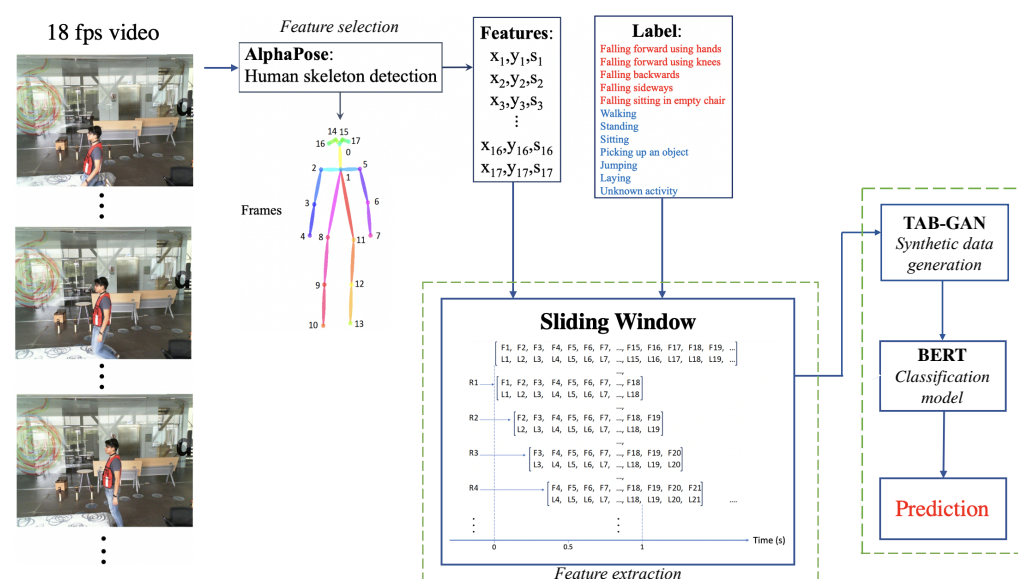 18 fps video
Feature selection
AlphaPose:
Human skeleton detection
Features:
x1,y1,s1
x2,y2,s2
x3,y3,s3
⋮
x16,y16,s16
x17,y17,s17
Label:
Falling forward using hands
Falling forward using knees
Falling backwards
Falling sideways
Falling sitting in empty chair
Walking
Standing
Sitting
Picking up an object
Jumping
Laying
Unknown activity
14 15
16 17
0
2 5
1
Frames
3 6
4 8 11 7
9 12
10 13
Sliding Window
F1, F2, F3, F4, F5, F6, F7, ..., F15, F16, F17, F18, F19, ...
L1, L2, L3, L4, L5, L6, L7, ..., L15, L16, L17, L18, L19, ...
...,
R1 F1, F2, F3, F4, F5, F6, F7, ..., F18
L1, L2, L3, L4, L5, L6, L7, ..., L18
...,
R2 F2, F3, F4, F5, F6, F7, ..., F18, F19
L2, L3, L4, L5, L6, L7, ..., L18, L19
...,
R3 F3, F4, F5, F6, F7, ..., F18, F19, F20
L3, L4, L5, L6, L7, ..., L18, L19, L20
...,
R4 F4, F5, F6, F7, ..., F18, F19, F20, F21
L4, L5, L6, L7, ..., L18, L19, L20, L21 ....
⋮ ⋮
Time (s)
0 0.5 1
Feature extraction
TAB-GAN
Synthetic data
generation
BERT
Classification
model
Prediction